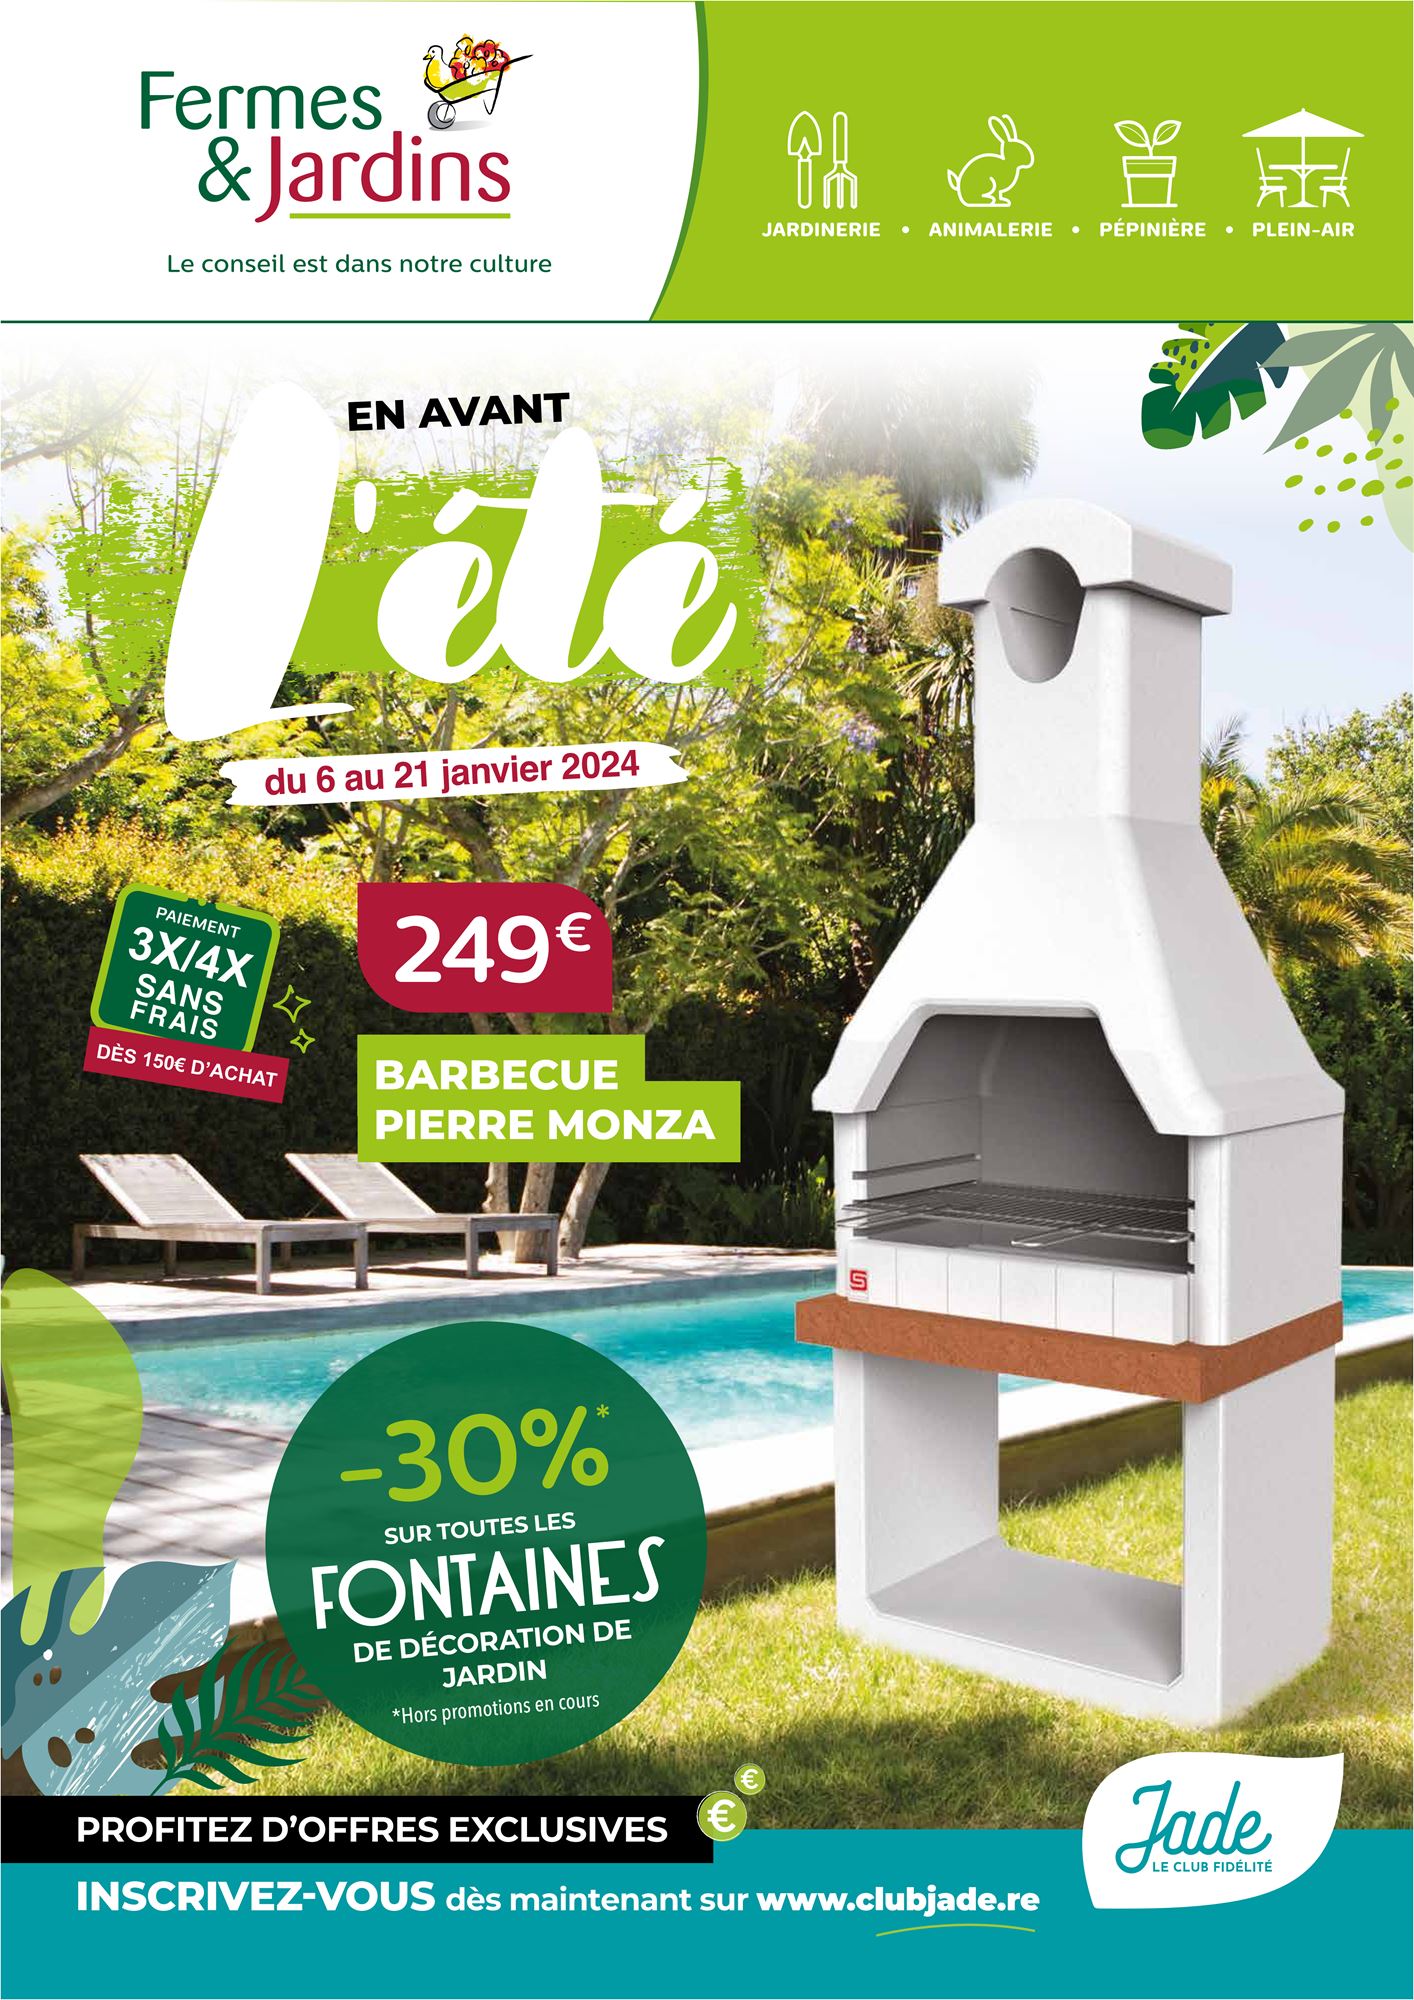 Fermes
& Jardins
Le conseil est dans notre culture
JARDINERIE • ANIMALERIE • PÉPINIÈRE • PLEIN-AIR
EN AVANT
L'été
du 6 au 21 janvier 2024
PAIEMENT
3X/4X
SANS
FRAIS
DÈS 150€ D'ACHAT
249€
BARBECUE
PIERRE MONZA
-30%*
SUR TOUTES LES
FONTAINES
DE DÉCORATION DE
JARDIN
*Hors promotions en cours
PROFITEZ D'OFFRES EXCLUSIVES
€
€
INSCRIVEZ-VOUS dès maintenant sur www.clubjade.re
Jade
LE CLUB FIDÉLITÉ